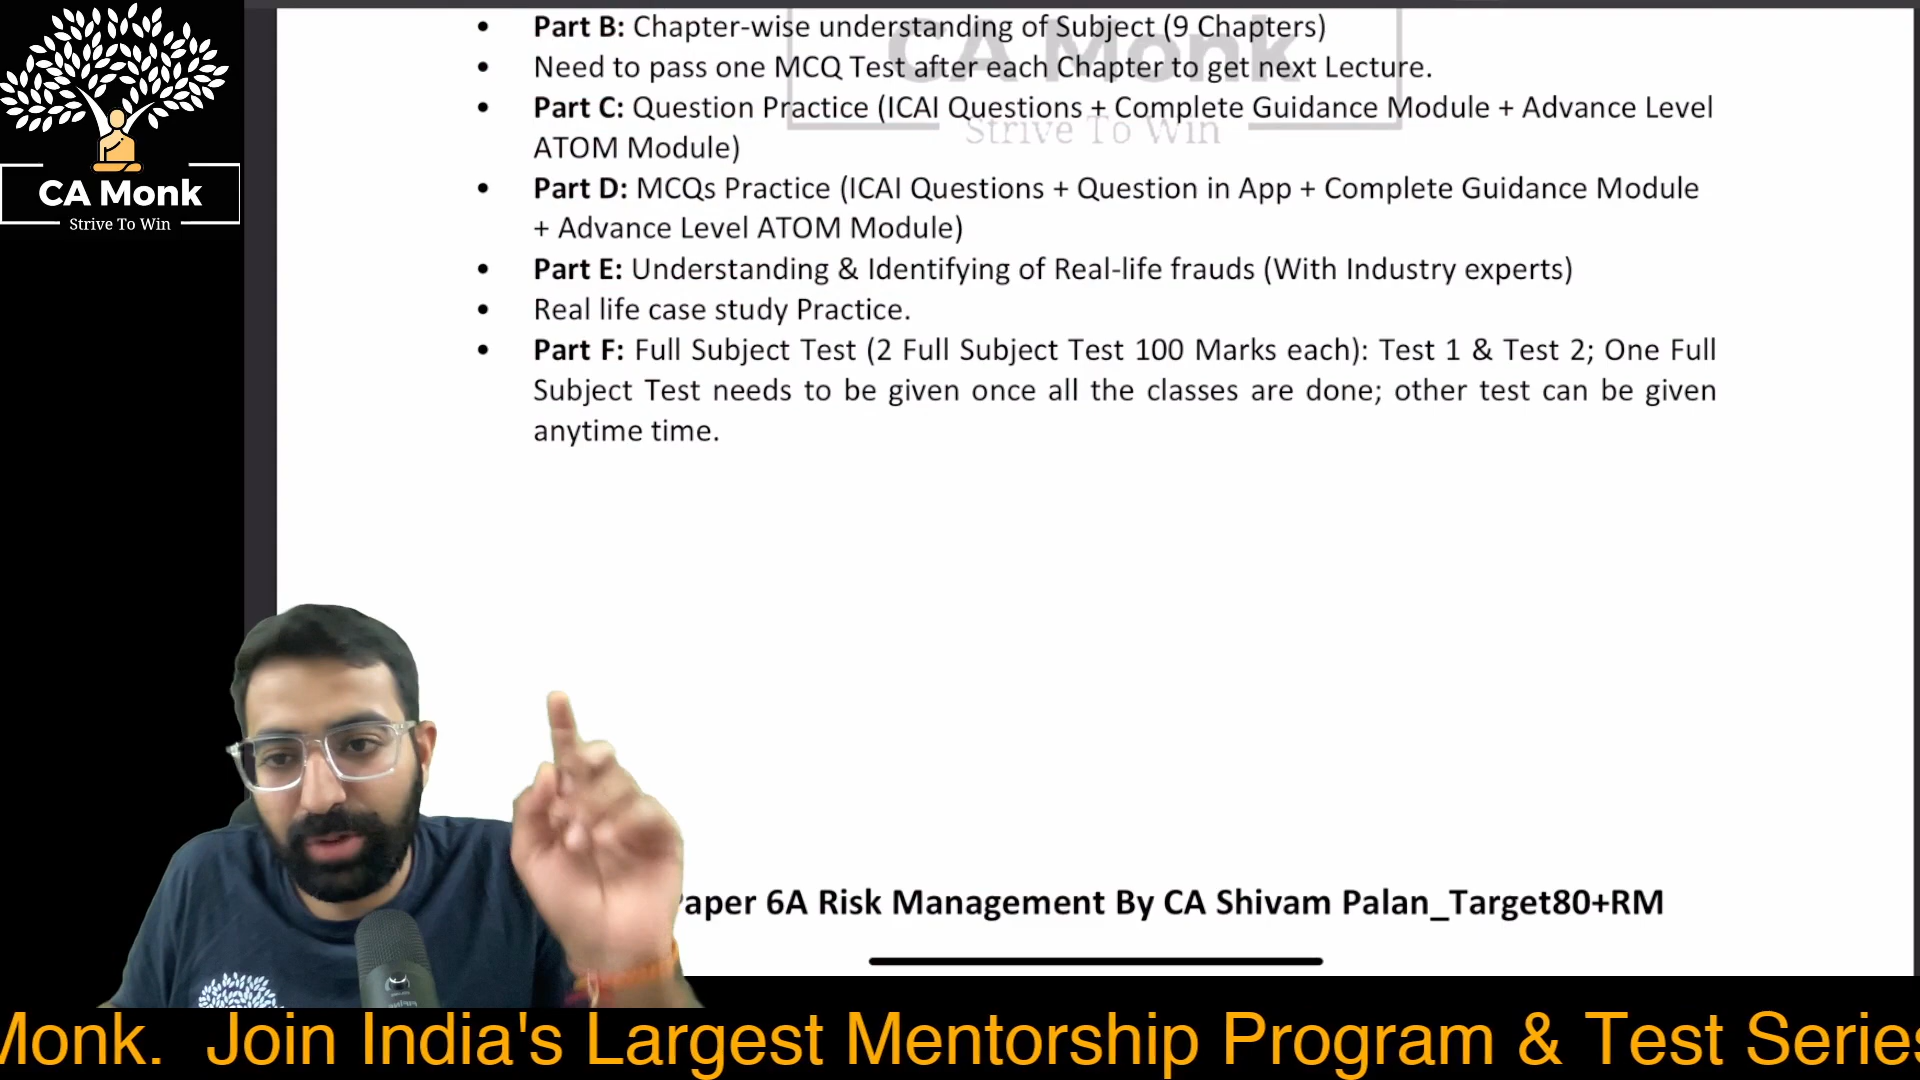 Part B: Chapter-wise understanding of Subject (9 Chapters)
Need to pass one MCQ Test after each Chapter to get next Lecture.
Part C: Question Practice (ICAI Questions + Complete Guidance Module + Advance Level
ATOM Module)
Part D: MCQs Practice (ICAI Questions + Question in App + Complete Guidance Module
+ Advance Level ATOM Module)
Part E: Understanding & Identifying of Real-life frauds (With Industry experts)
Real life case study Practice.
Part F: Full Subject Test (2 Full Subject Test 100 Marks each): Test 1 & Test 2; One Full
Subject Test needs to be given once all the classes are done; other test can be given
anytime time.
CA Monk
Strive To Win
CA Monk
Strive To Win
aper 6A Risk Management By CA Shivam Palan_Target80+RM
Monk. Join India's Largest Mentorship Program & Test Series